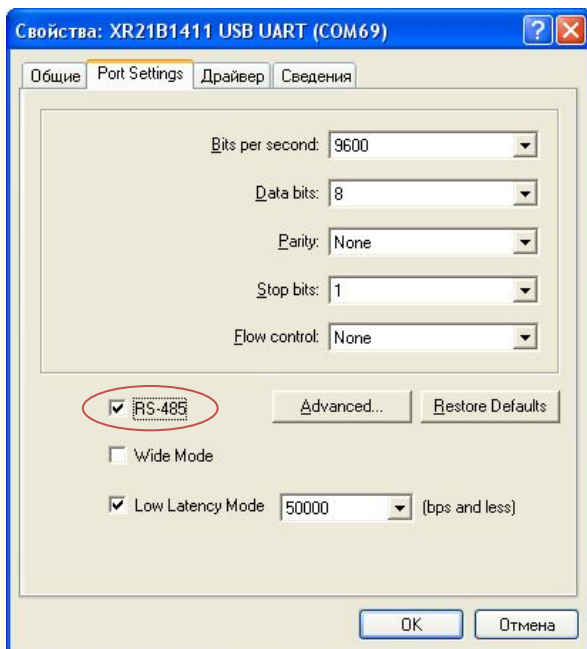 Свойства: XR21B1411 USB UART (COM69)
Общие Port Settings Драйвер Сведения
Bits per second: 9600
Data bits: 8
Parity: None
Stop bits: 1
Flow control: None
RS-485 Advanced... Restore Defaults
Wide Mode
Low Latency Mode 50000 (bps and less)
OK Отмена